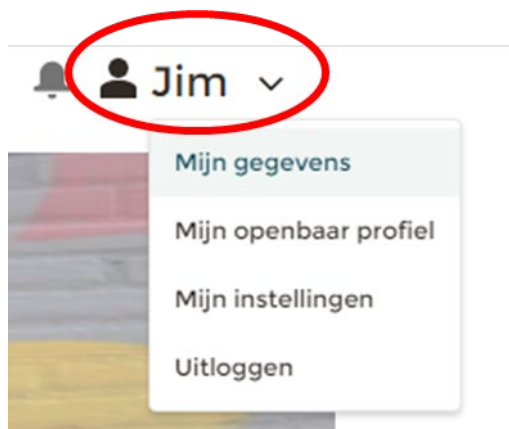 Jim
Mijn gegevens
Mijn openbaar profiel
Mijn instellingen
Uitloggen